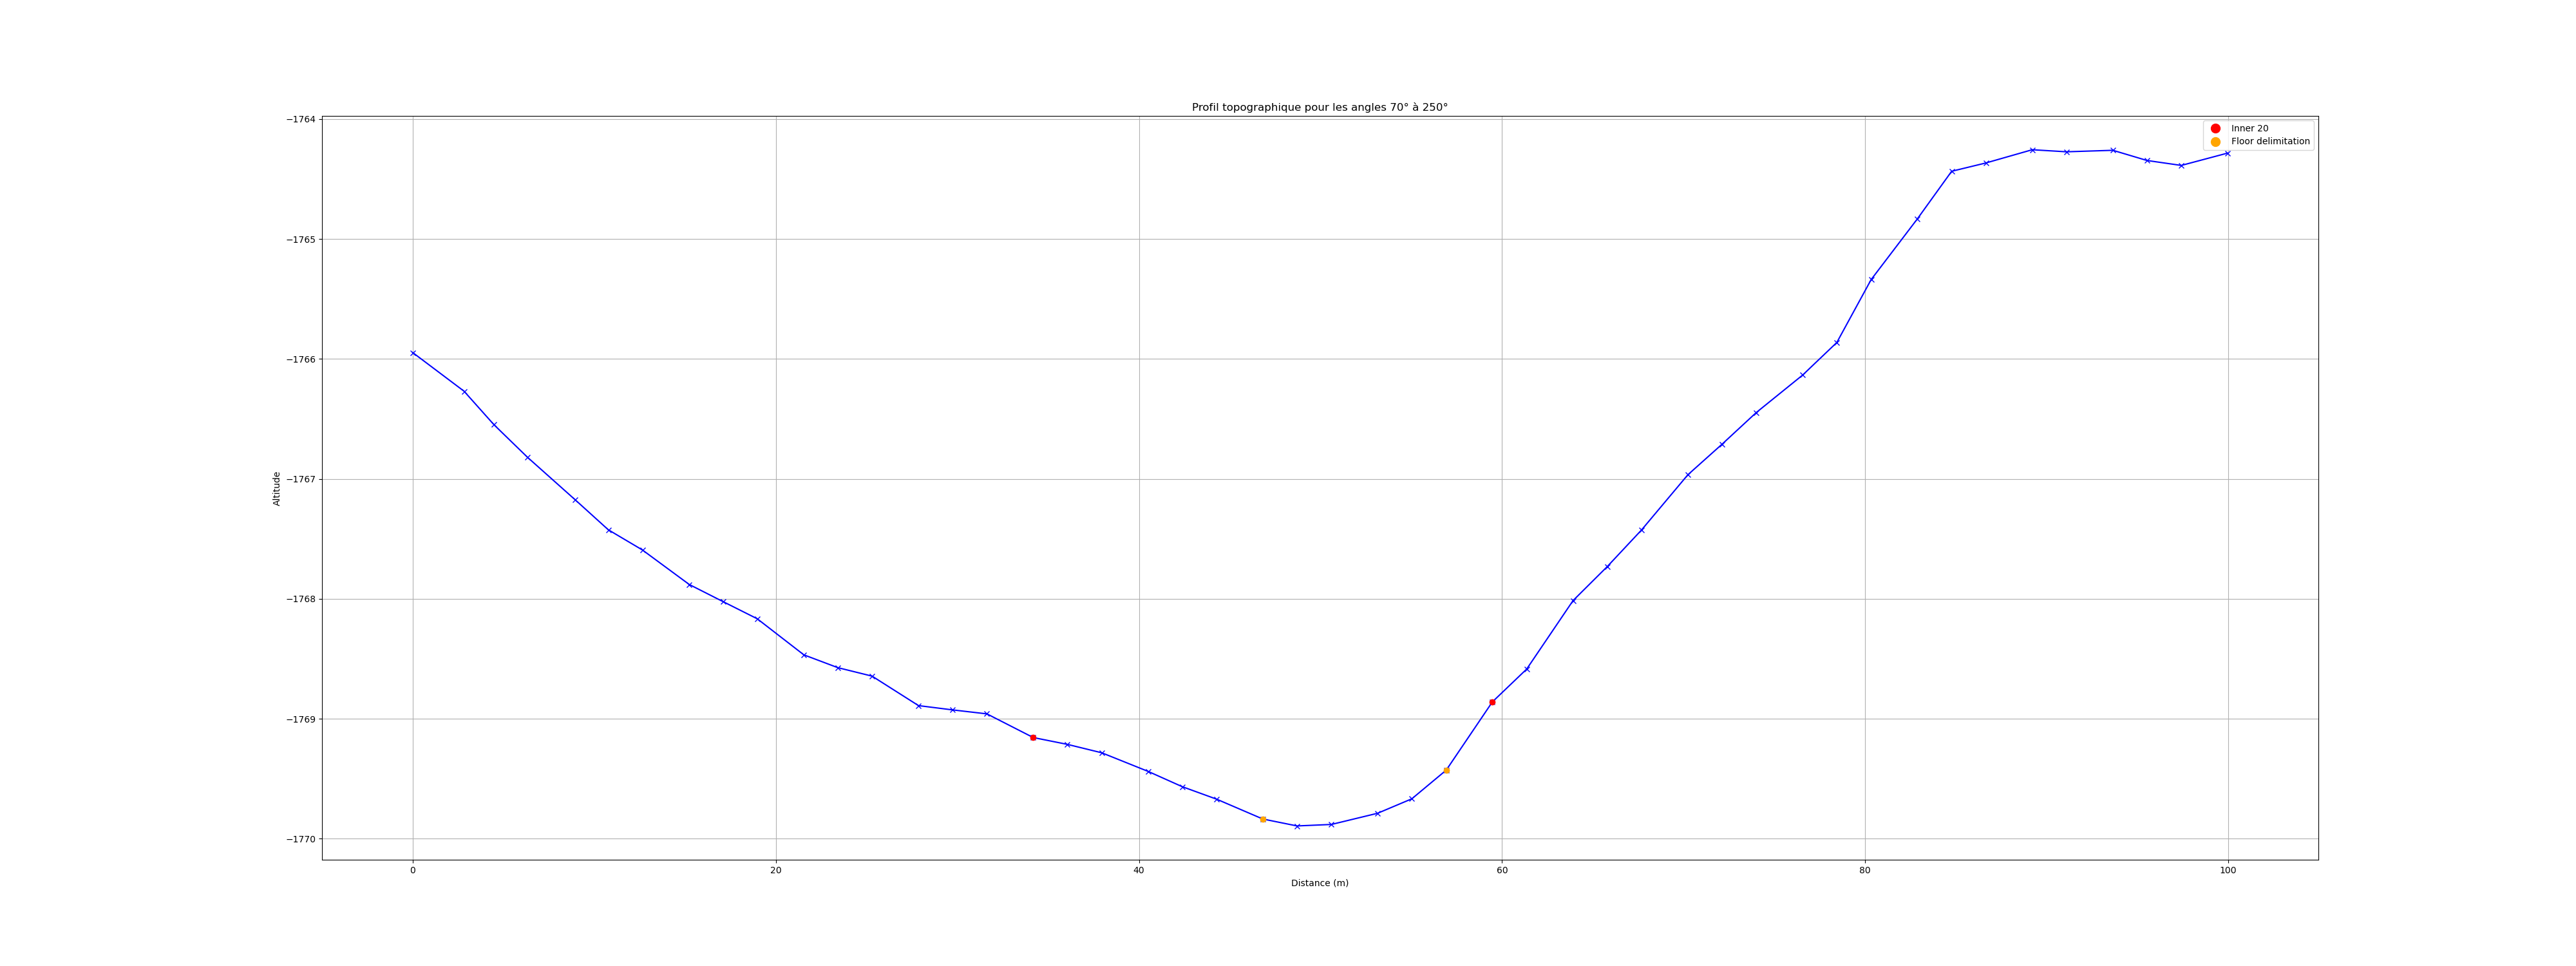 Profil topographique pour les angles 70° à 250°
Inner 20
Floor delimitation
−1764
−1765
−1766
−1767
−1768
−1769
−1770
Altitude
0 20 40 60 80 100
Distance (m)